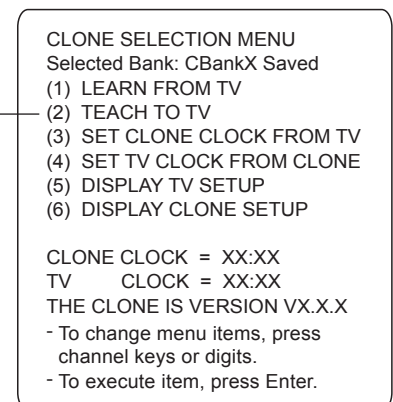 CLONE SELECTION MENU
Selected Bank: CBankX Saved
(1) LEARN FROM TV
(2) TEACH TO TV
(3) SET CLONE CLOCK FROM TV
(4) SET TV CLOCK FROM CLONE
(5) DISPLAY TV SETUP
(6) DISPLAY CLONE SETUP
CLONE CLOCK = XX:XX
TV CLOCK = XX:XX
THE CLONE IS VERSION VX.X.X
- To change menu items, press
channel keys or digits.
- To execute item, press Enter.